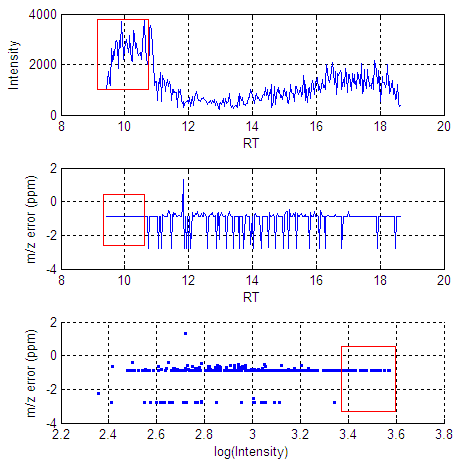 4000
2000
0
Intensity
8 10 12 14 16 18 20
RT
2
0
-2
-4
m/z error (ppm)
8 10 12 14 16 18 20
RT
2
0
-2
-4
m/z error (ppm)
2.2 2.4 2.6 2.8 3 3.2 3.4 3.6 3.8
log(Intensity)